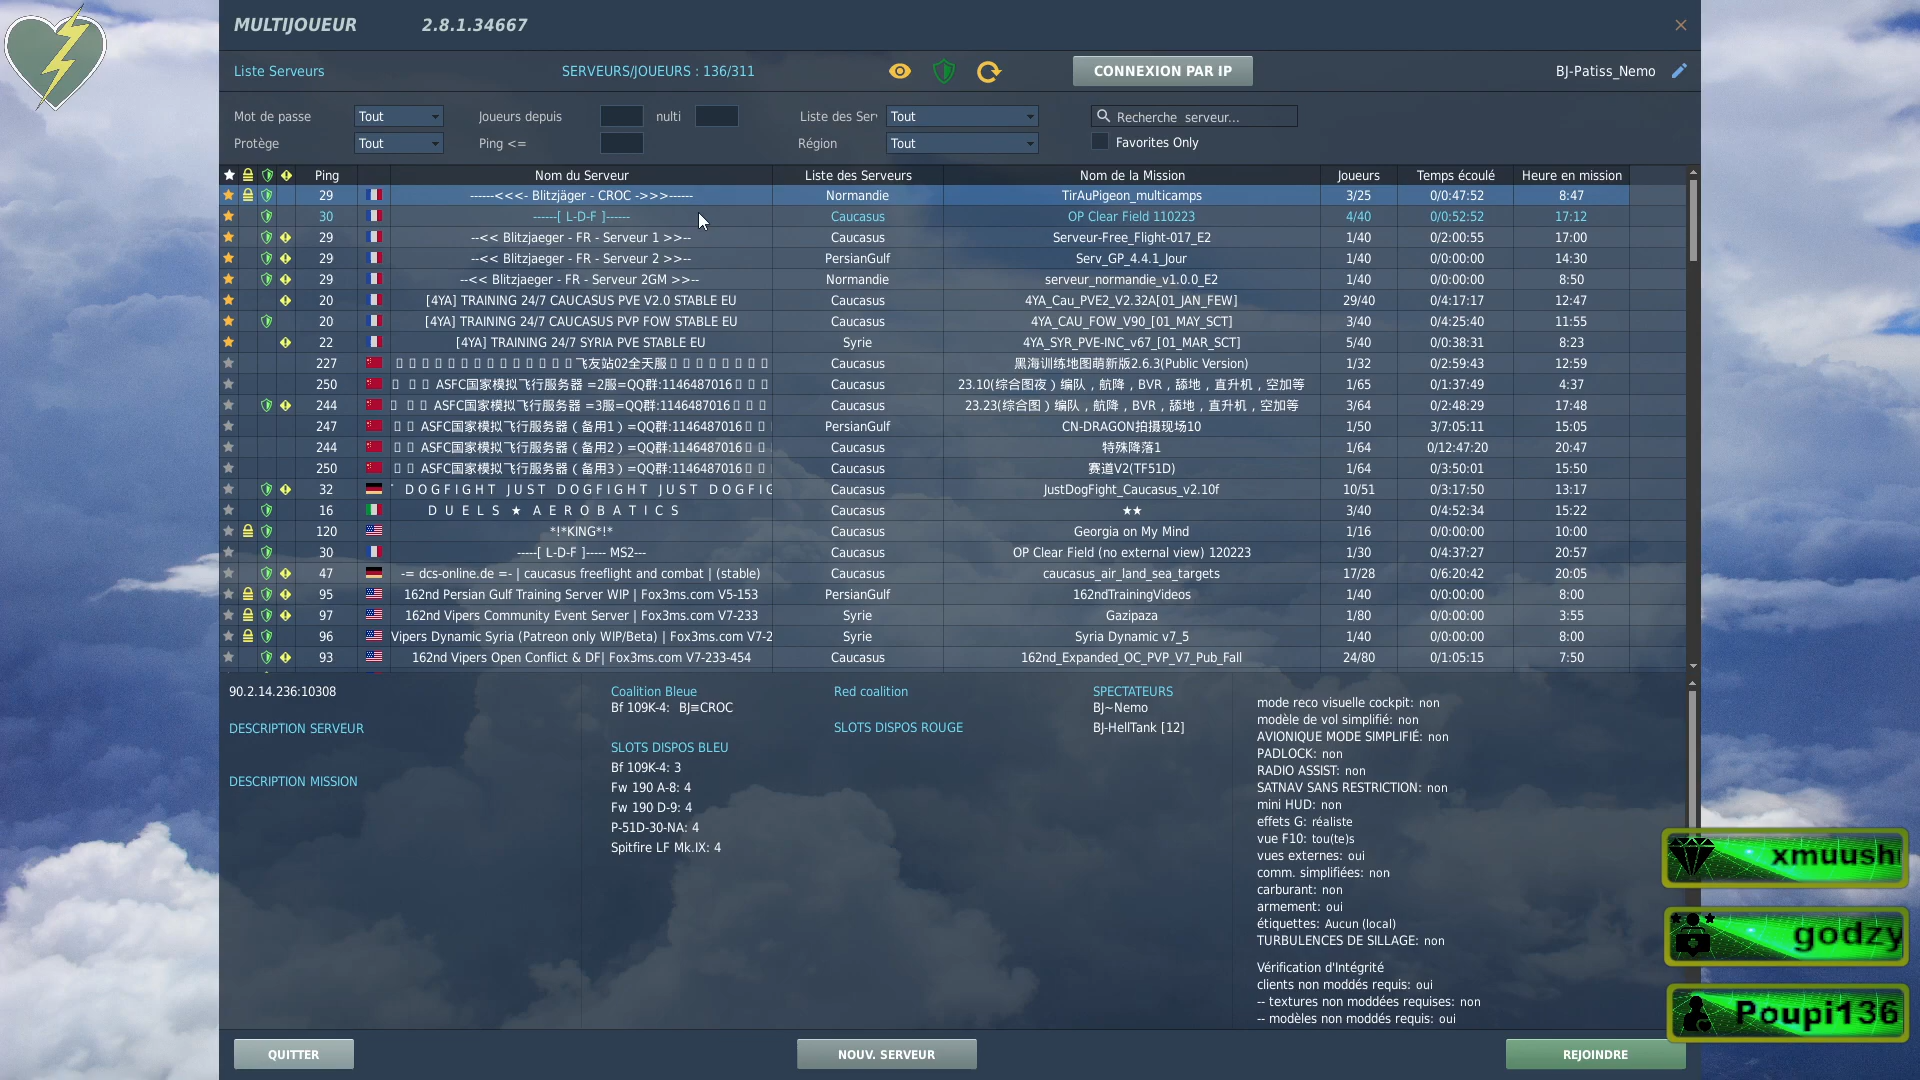 MULTIJOUEUR 2.8.1.34667
Liste Serveurs SERVEURS/JOUEURS : 136/311 CONNEXION PAR IP BJ-Patiss_Nemo
Mot de passe Tout Joueurs depuis nulti Liste des Ser Tout Recherche serveur...
Protège Tout Ping <= Région Tout Favorites Only
Ping Nom du Serveur Liste des Serveurs Nom de la Mission Joueurs Temps écoulé Heure en mission
29 ------<<<- Blitzjäger - CROC ->>>------ Normandie TirAuPigeon_multicamps 3/25 0/0:47:52 8:47
30 ------[ L-D-F ]------ Caucasus OP Clear Field 110223 4/40 0/0:52:52 17:12
29 --<< Blitzjaeger - FR - Serveur 1 >>-- Caucasus Serveur-Free_Flight-017_E2 1/40 0/2:00:55 17:00
29 --<< Blitzjaeger - FR - Serveur 2 >>-- PersianGulf Serv_GP_4.4.1_Jour 1/40 0/0:00:00 14:30
29 --<< Blitzjaeger - FR - Serveur 2GM >>-- Normandie serveur_normandie_v1.0.0_E2 1/40 0/0:00:00 8:50
20 [4YA] TRAINING 24/7 CAUCASUS PVE V2.0 STABLE EU Caucasus 4YA_Cau_PVE2_V2.32A[01_JAN_FEW] 29/40 0/4:17:17 12:47
20 [4YA] TRAINING 24/7 CAUCASUS PVP FOW STABLE EU Caucasus 4YA_CAU_FOW_V90_[01_MAY_SCT] 3/40 0/4:25:40 11:55
22 [4YA] TRAINING 24/7 SYRIA PVE STABLE EU Syrie 4YA_SYR_PVE-INC_v67_[01_MAR_SCT] 5/40 0/0:38:31 8:23
227 飞友站02全天服 Caucasus 黑海训练地图萌新版2.6.3(Public Version) 1/32 0/2:59:43 12:59
250 ASFC国家模拟飞行服务器 =2服=QQ群:1146487016 Caucasus 23.10(综合图夜) 编队，航降，BVR，舔地，直升机，空加等 1/65 0/1:37:49 4:37
244 ASFC国家模拟飞行服务器 =3服=QQ群:1146487016 Caucasus 23.23(综合图 ) 编队，航降，BVR，舔地，直升机，空加等 3/64 0/2:48:29 17:48
247 ASFC国家模拟飞行服务器（备用1）=QQ群:1146487016 PersianGulf CN-DRAGON拍摄现场10 1/50 3/7:05:11 15:05
244 ASFC国家模拟飞行服务器（备用2）=QQ群:1146487016 Caucasus 特殊降落1 1/64 0/12:47:20 20:47
250 ASFC国家模拟飞行服务器（备用3）=QQ群:1146487016 Caucasus 赛道V2(TF51D) 1/64 0/3:50:01 15:50
32 DOGFIGHT JUST DOGFIGHT JUST DOGFIG Caucasus JustDogFight_Caucasus_v2.10f 10/51 0/3:17:50 13:17
16 DUELS ★ AEROBATICS Caucasus ★★ 3/40 0/4:52:34 15:22
120 *!*KING*!* Caucasus Georgia on My Mind 1/16 0/0:00:00 10:00
30 -----[ L-D-F ]----- MS2--- Caucasus OP Clear Field (no external view) 120223 1/30 0/4:37:27 20:57
47 -= dcs-online.de =- | caucasus freeflight and combat | (stable) Caucasus caucasus_air_land_sea_targets 17/28 0/6:20:42 20:05
95 162nd Persian Gulf Training Server WIP | Fox3ms.com V5-153 PersianGulf 162ndTrainingVideos 1/40 0/0:00:00 8:00
97 162nd Vipers Community Event Server | Fox3ms.com V7-233 Syrie Gazipaza 1/80 0/0:00:00 3:55
96 Vipers Dynamic Syria (Patreon only WIP/Beta) | Fox3ms.com V7-2 Syrie Syria Dynamic v7_5 1/40 0/0:00:00 8:00
93 162nd Vipers Open Conflict & DF| Fox3ms.com V7-233-454 Caucasus 162nd_Expanded_OC_PVP_V7_Pub_Fall 24/80 0/1:05:15 7:50
90.2.14.236:10308
DESCRIPTION SERVEUR
DESCRIPTION MISSION
Coalition Bleue
Bf 109K-4: BJ≡CROC
SLOTS DISPOS BLEU
Bf 109K-4: 3
Fw 190 A-8: 4
Fw 190 D-9: 4
P-51D-30-NA: 4
Spitfire LF Mk.IX: 4
Red coalition
SLOTS DISPOS ROUGE
SPECTATEURS
BJ~Nemo
BJ-HellTank [12]
mode reco visuelle cockpit: non
modèle de vol simplifié: non
AVIONIQUE MODE SIMPLIFIÉ: non
PADLOCK: non
RADIO ASSIST: non
SATNAV SANS RESTRICTION: non
mini HUD: non
effets G: réaliste
vue F10: tou(te)s
vues externes: oui
comm. simplifiées: non
carburant: non
armement: oui
étiquettes: Aucun (local)
TURBULENCES DE SILLAGE: non
Vérification d'Intégrité
clients non moddés requis: oui
-- textures non moddées requises: non
-- modèles non moddés requis: oui
xmuush
godzy
Poupi136
QUITTER NOUV. SERVEUR REJOINDRE